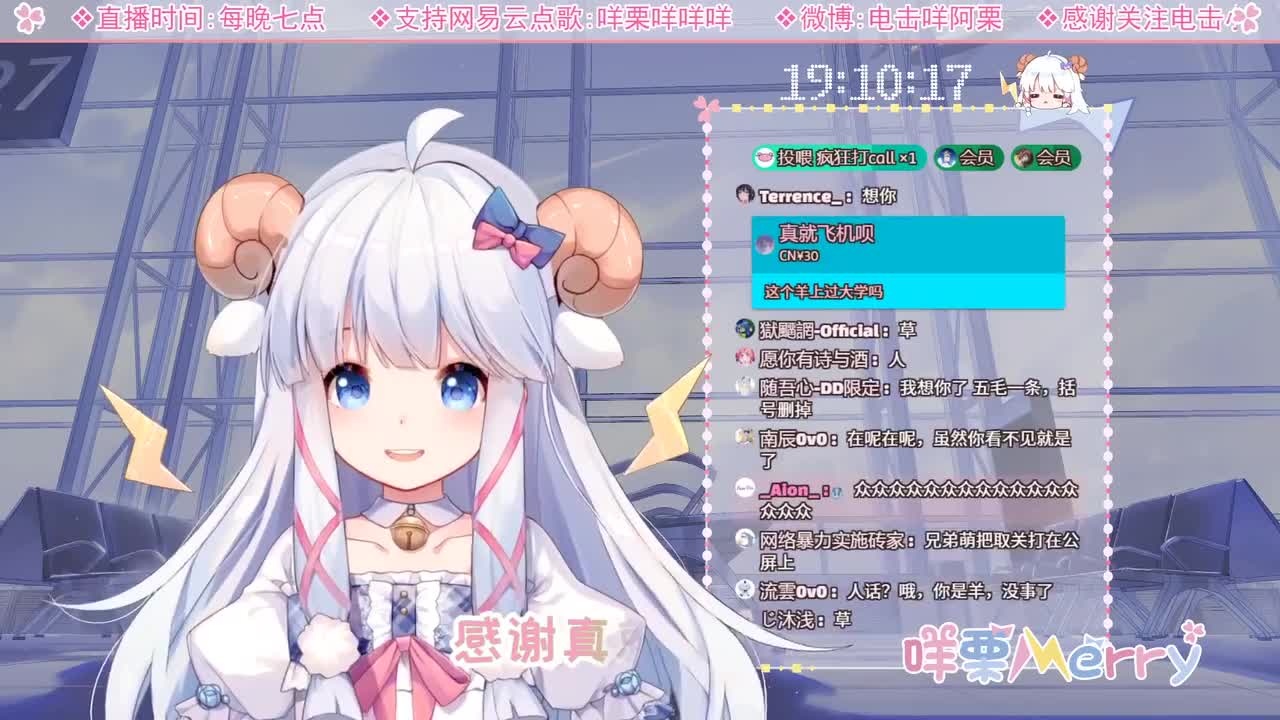 ❖直播时间:每晚七点 ❖支持网易云点歌:咩栗咩咩咩 ❖微博:电击咩阿栗 ❖感谢关注电击
27
19:10:17
投喂 疯狂打call ×1 会员 会员
Terrence_: 想你
真就飞机呗
CN¥30
这个羊上过大学吗
獄飃謌-Official: 草
愿你有诗与酒: 人
随吾心-DD限定: 我想你了 五毛一条，括
号删掉
南辰0v0: 在呢在呢，虽然你看不见就是
了
_Aion_: 众众众众众众众众众众众众众
众众众
网络暴力实施砖家: 兄弟萌把取关打在公
屏上
流雲0v0: 人话？哦，你是羊，没事了
じ沐浅: 草
感谢真
咩栗Merry